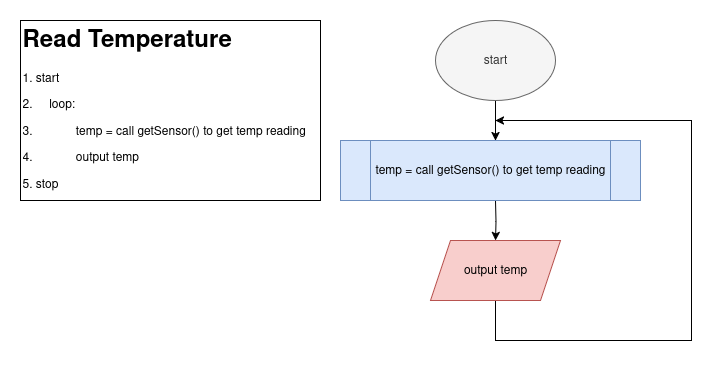 Read Temperature
1. start
2. loop:
3. temp = call getSensor() to get temp reading
4. output temp
5. stop
start
temp = call getSensor() to get temp reading
output temp